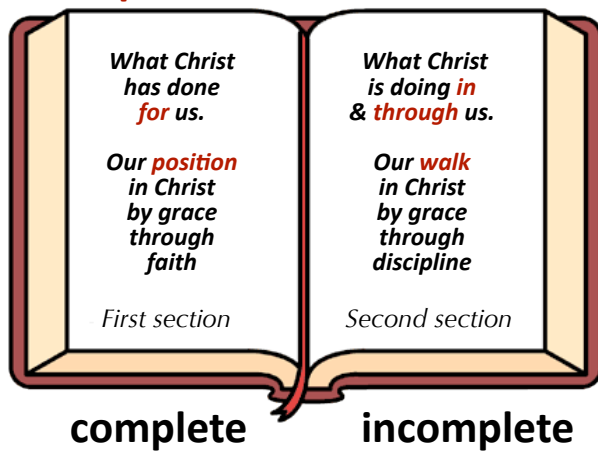 What Christ
has done
for us.
Our position
in Christ
by grace
through
faith
First section
What Christ
is doing in
& through us.
Our walk
in Christ
by grace
through
discipline
Second section
complete
incomplete